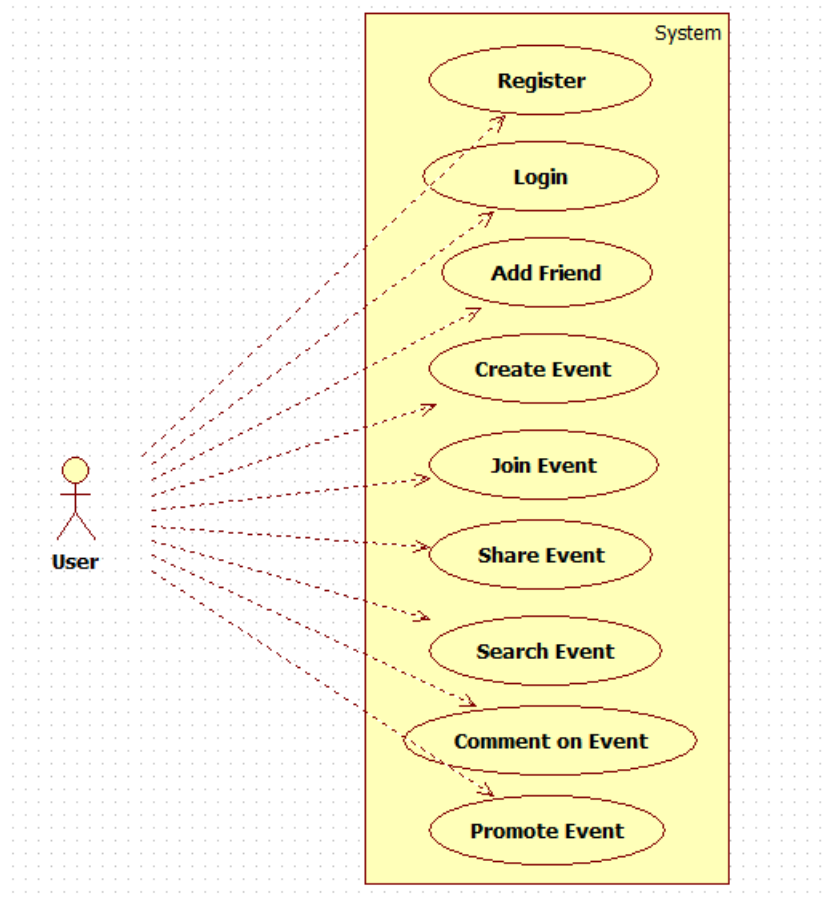 System
Register
Login
Add Friend
Create Event
Join Event
User
Share Event
Search Event
Comment on Event
Promote Event